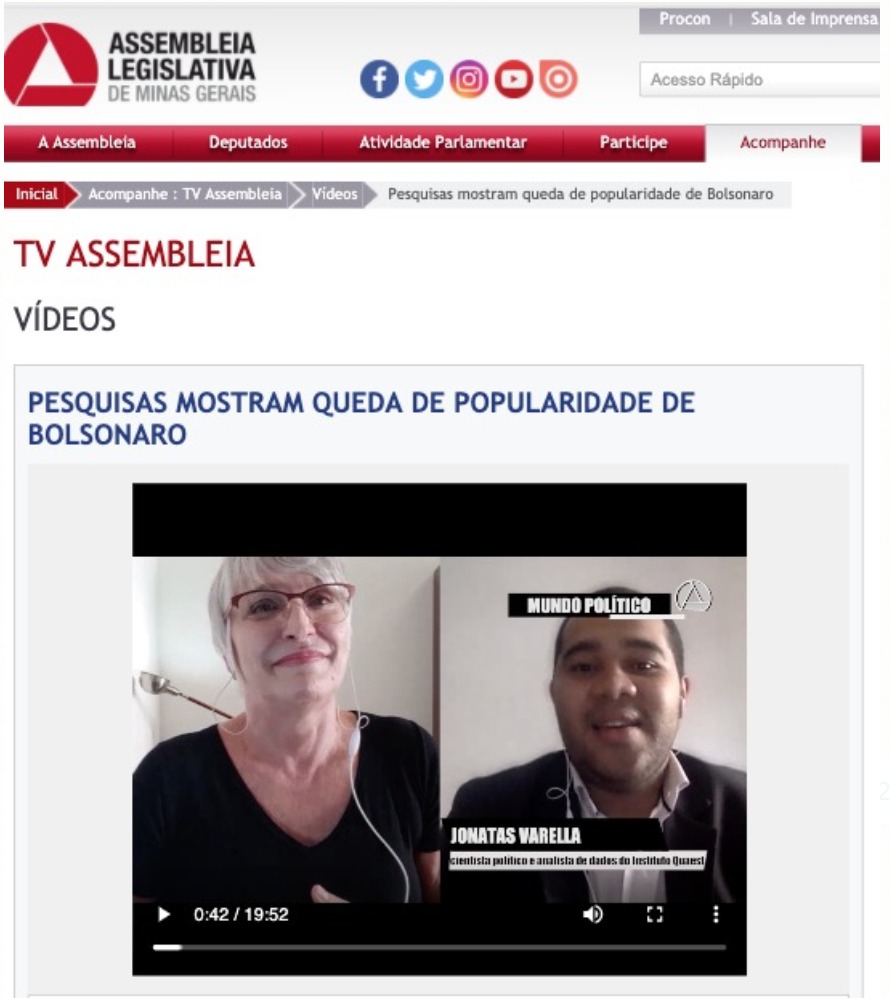 Procon | Sala de Imprensa
ASSEMBLEIA
LEGISLATIVA
DE MINAS GERAIS
Acesso Rápido
A Assembleia Deputados Atividade Parlamentar Participe Acompanhe
Inicial Acompanhe : TV Assembleia Vídeos Pesquisas mostram queda de popularidade de Bolsonaro
TV ASSEMBLEIA
VÍDEOS
PESQUISAS MOSTRAM QUEDA DE POPULARIDADE DE
BOLSONARO
MUNDO POLÍTICO
JONATAS VARELLA
cientista político e analista de dados do Instituto Quaest
0:42 / 19:52
2